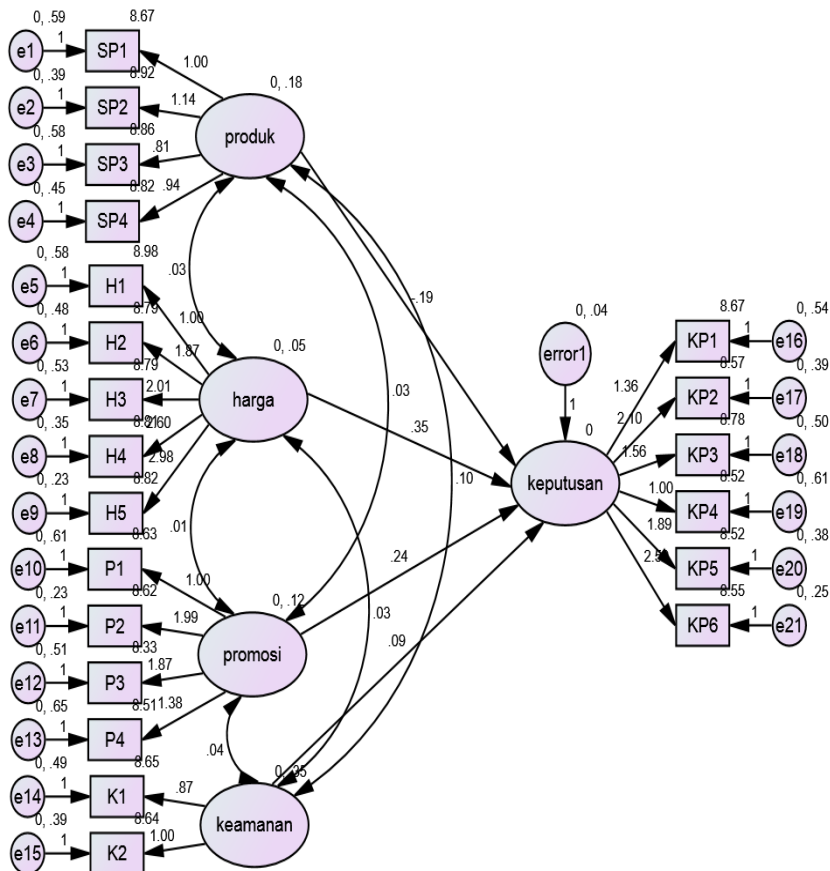 0, .59
8.67
e1 1 SP1 1.00
0, .39
8.92
e2 1 SP2 1.14
0, .18
0, .58
8.86
produk
e3 1 SP3 .81
0, .45
8.82 .94
e4 1 SP4
0, .58
8.98
.03
-.19
e5 1 H1 1.00
0, .48
e6 1 H2 1.87
0, .05
0, .53
8.79
harga
e7 1 H3 2.01
.03
0, .35
2.60
e8 1 H4 2.98
0, .23
8.82
e9 1 H5
0, .61
8.63
.01
.35
.10
e10 1 P1 1.00
0, .23
8.62
0, .12
.24
e11 1 P2 1.99
0, .51
8.33
promosi
.03
.09
e12 1 P3 1.87
0, .65
8.51 1.38
e13 1 P4
0, .49
8.65
.04
0, .35
e14 1 K1 .87
0, .39
8.64
keamanan
e15 1 K2 1.00
0, .04
error1
1
0
keputusan
8.67
0, .54
1.36 KP1 1 e16
8.57
0, .39
2.10 KP2 1 e17
8.78
0, .50
1.56 KP3 1 e18
8.52
0, .61
1.00 KP4 1 e19
8.52
0, .38
1.89 KP5 1 e20
8.55
0, .25
KP6 1 e21